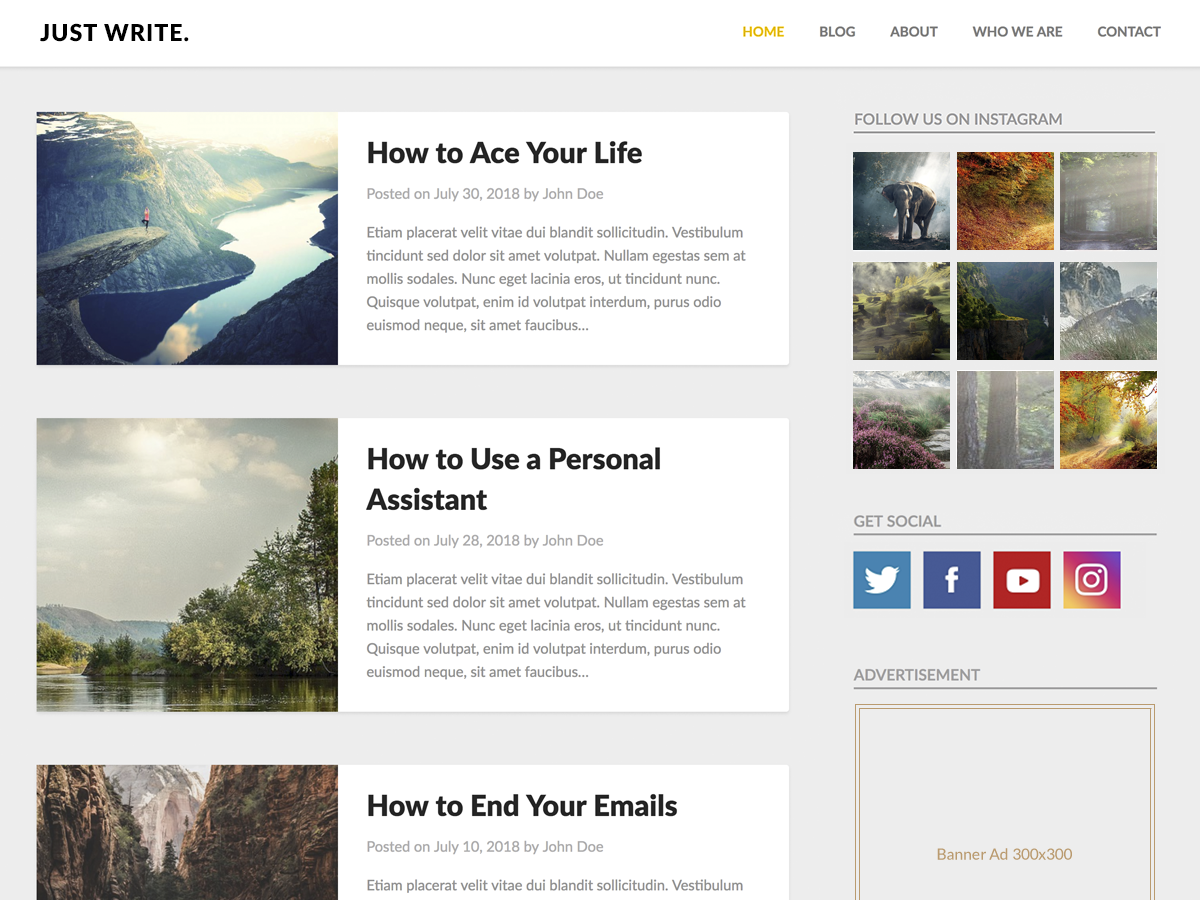 JUST WRITE.
HOME BLOG ABOUT WHO WE ARE CONTACT
How to Ace Your Life
Posted on July 30, 2018 by John Doe
Etiam placerat velit vitae dui blandit sollicitudin. Vestibulum
tincidunt sed dolor sit amet volutpat. Nullam egestas sem at
mollis sodales. Nunc eget lacinia eros, ut tincidunt nunc.
Quisque volutpat, enim id volutpat interdum, purus odio
euismod neque, sit amet faucibus...
How to Use a Personal
Assistant
Posted on July 28, 2018 by John Doe
Etiam placerat velit vitae dui blandit sollicitudin. Vestibulum
tincidunt sed dolor sit amet volutpat. Nullam egestas sem at
mollis sodales. Nunc eget lacinia eros, ut tincidunt nunc.
Quisque volutpat, enim id volutpat interdum, purus odio
euismod neque, sit amet faucibus...
How to End Your Emails
Posted on July 10, 2018 by John Doe
Etiam placerat velit vitae dui blandit sollicitudin. Vestibulum
FOLLOW US ON INSTAGRAM
GET SOCIAL
ADVERTISEMENT
Banner Ad 300x300